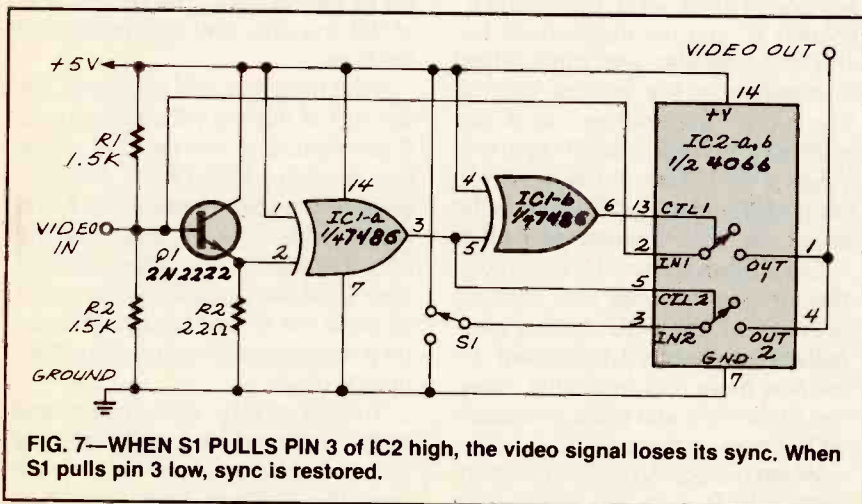 VIDEO OUT
+5V
14
+V
R1
1.5K
IC2-a,b
1/2 4066
4
IC1-b
1/4 7486
6
13
CTL1
14
1
IC1-a
1/4 7486
3
5
2
IN1
OUT
1
1
VIDEO
IN
Q1
2N2222
2
5
CTL2
7
R2
1.5K
R2
22Ω
S1
3
IN2
OUT
2
4
GND
7
GROUND
FIG. 7—WHEN S1 PULLS PIN 3 of IC2 high, the video signal loses its sync. When
S1 pulls pin 3 low, sync is restored.